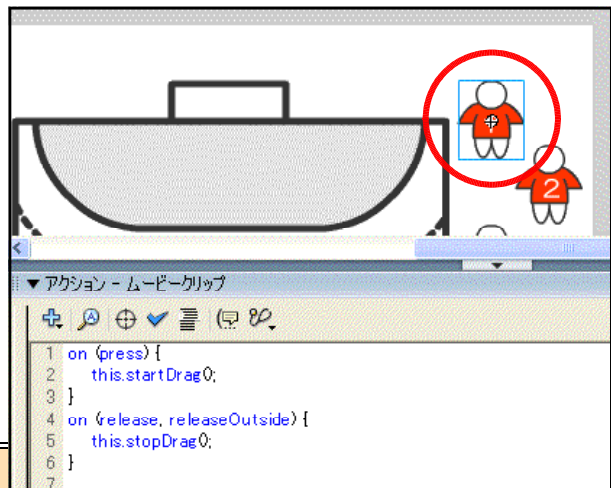 2
▼ アクション - ムービークリップ
1 on (press) {
2 this.startDrag();
3 }
4 on (release, releaseOutside) {
5 this.stopDrag();
6 }
7